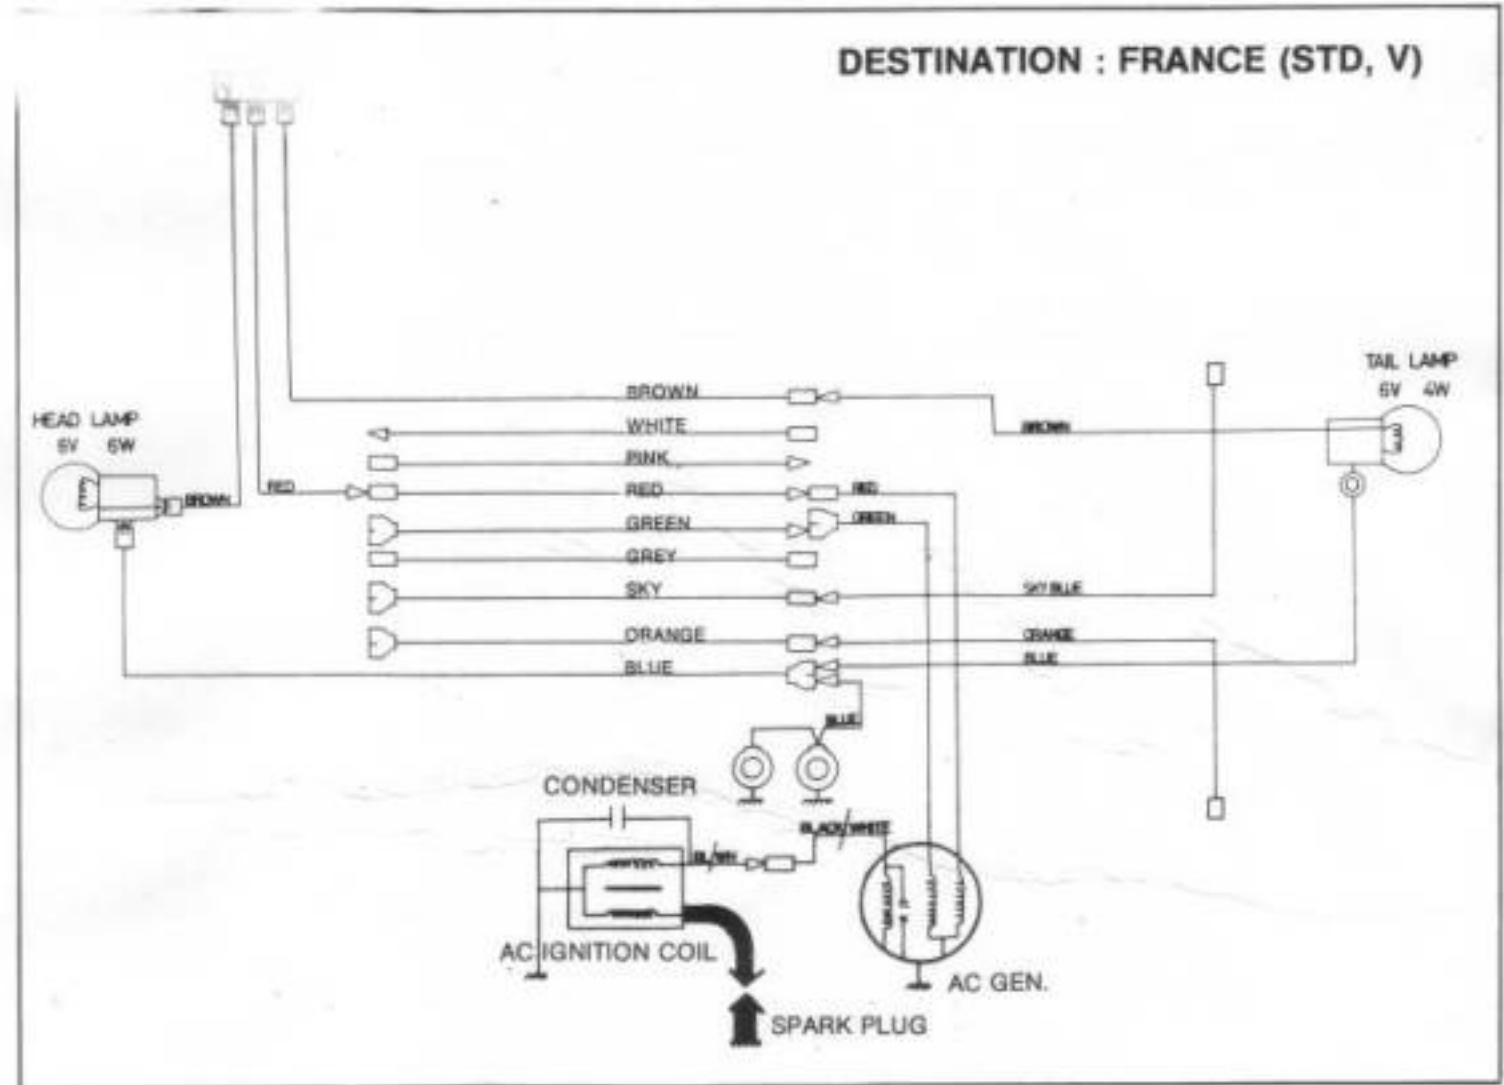 DESTINATION : FRANCE (STD, V)
TAIL LAMP
6V 4W
HEAD LAMP
6V 6W
BROWN
BROWN
WHITE
PINK
BROWN
RED
RED
RED
GREEN
GREEN
GREY
SKY
SKY BLUE
ORANGE
ORANGE
BLUE
BLUE
BLUE
CONDENSER
BLACK/WHITE
BL/WH
AC IGNITION COIL
AC GEN.
SPARK PLUG